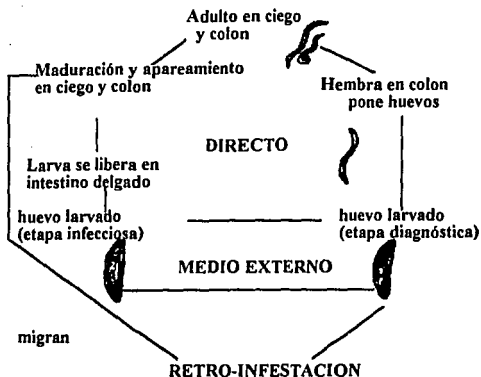 Adulto en ciego
y colon
Maduración y apareamiento
en ciego y colon
Hembra en colon
pone huevos
DIRECTO
Larva se libera en
intestino delgado
huevo larvado
(etapa infecciosa)
huevo larvado
(etapa diagnóstica)
MEDIO EXTERNO
migran
RETRO-INFESTACION